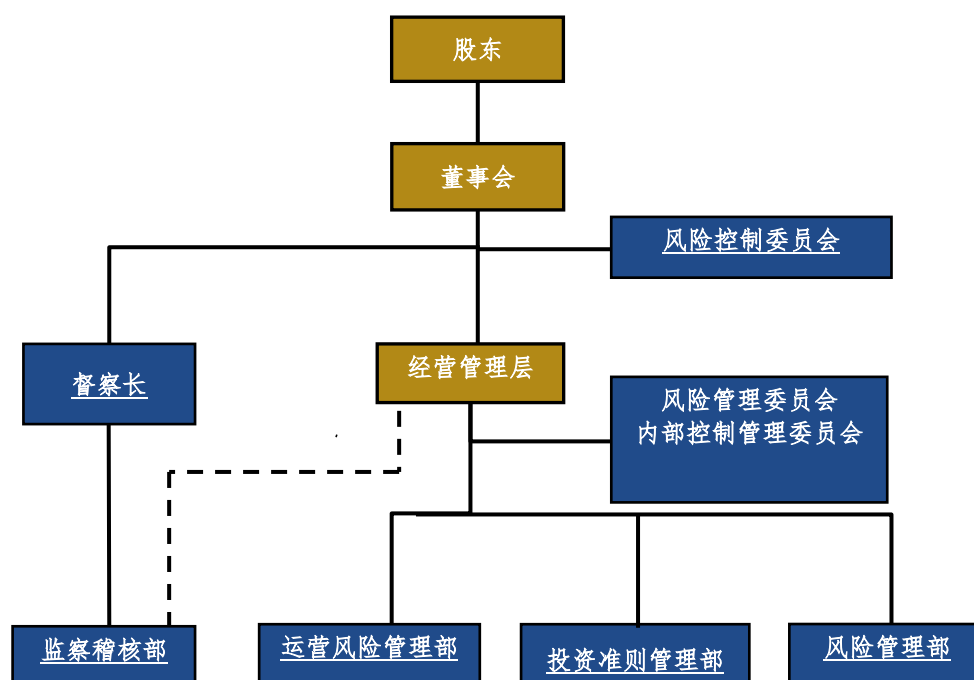 股东
董事会
风险控制委员会
督察长
经营管理层
风险管理委员会
内部控制管理委员会
监察稽核部
运营风险管理部
投资准则管理部
风险管理部